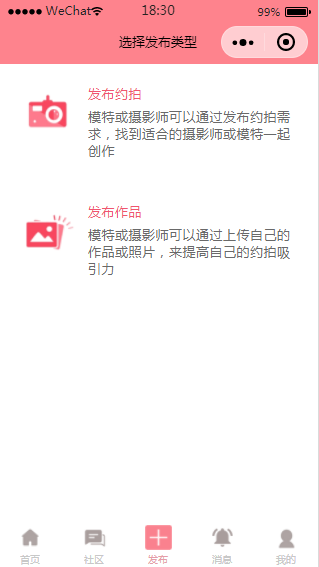 WeChat 18:30 99%
选择发布类型
发布约拍
模特或摄影师可以通过发布约拍需
求，找到适合的摄影师或模特一起
创作
发布作品
模特或摄影师可以通过上传自己的
作品或照片，来提高自己的约拍吸
引力
首页 社区 发布 消息 我的